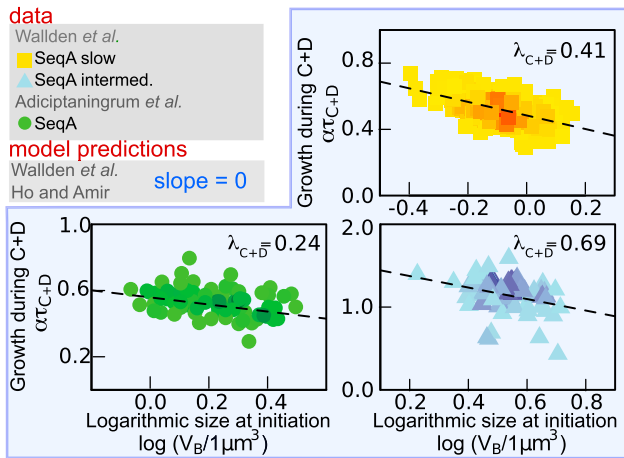 data
Wallden et al.
SeqA slow
SeqA intermed.
Adiciptaningrum et al.
SeqA
model predictions
Wallden et al.
Ho and Amir
slope = 0
Growth during C+D
ατC+D
0.8
0.4
0.0
λC+D=0.41
-0.4
-0.2
0.0
Growth during C+D
ατC+D
1.0
0.6
0.2
λC+D=0.24
0.0
0.2
0.4
Logarithmic size at initiation
log (VB/1μm³)
2.0
1.0
0.0
λC+D=0.69
0.2
0.4
0.6
0.8
Logarithmic size at initiation
log (VB/1μm³)